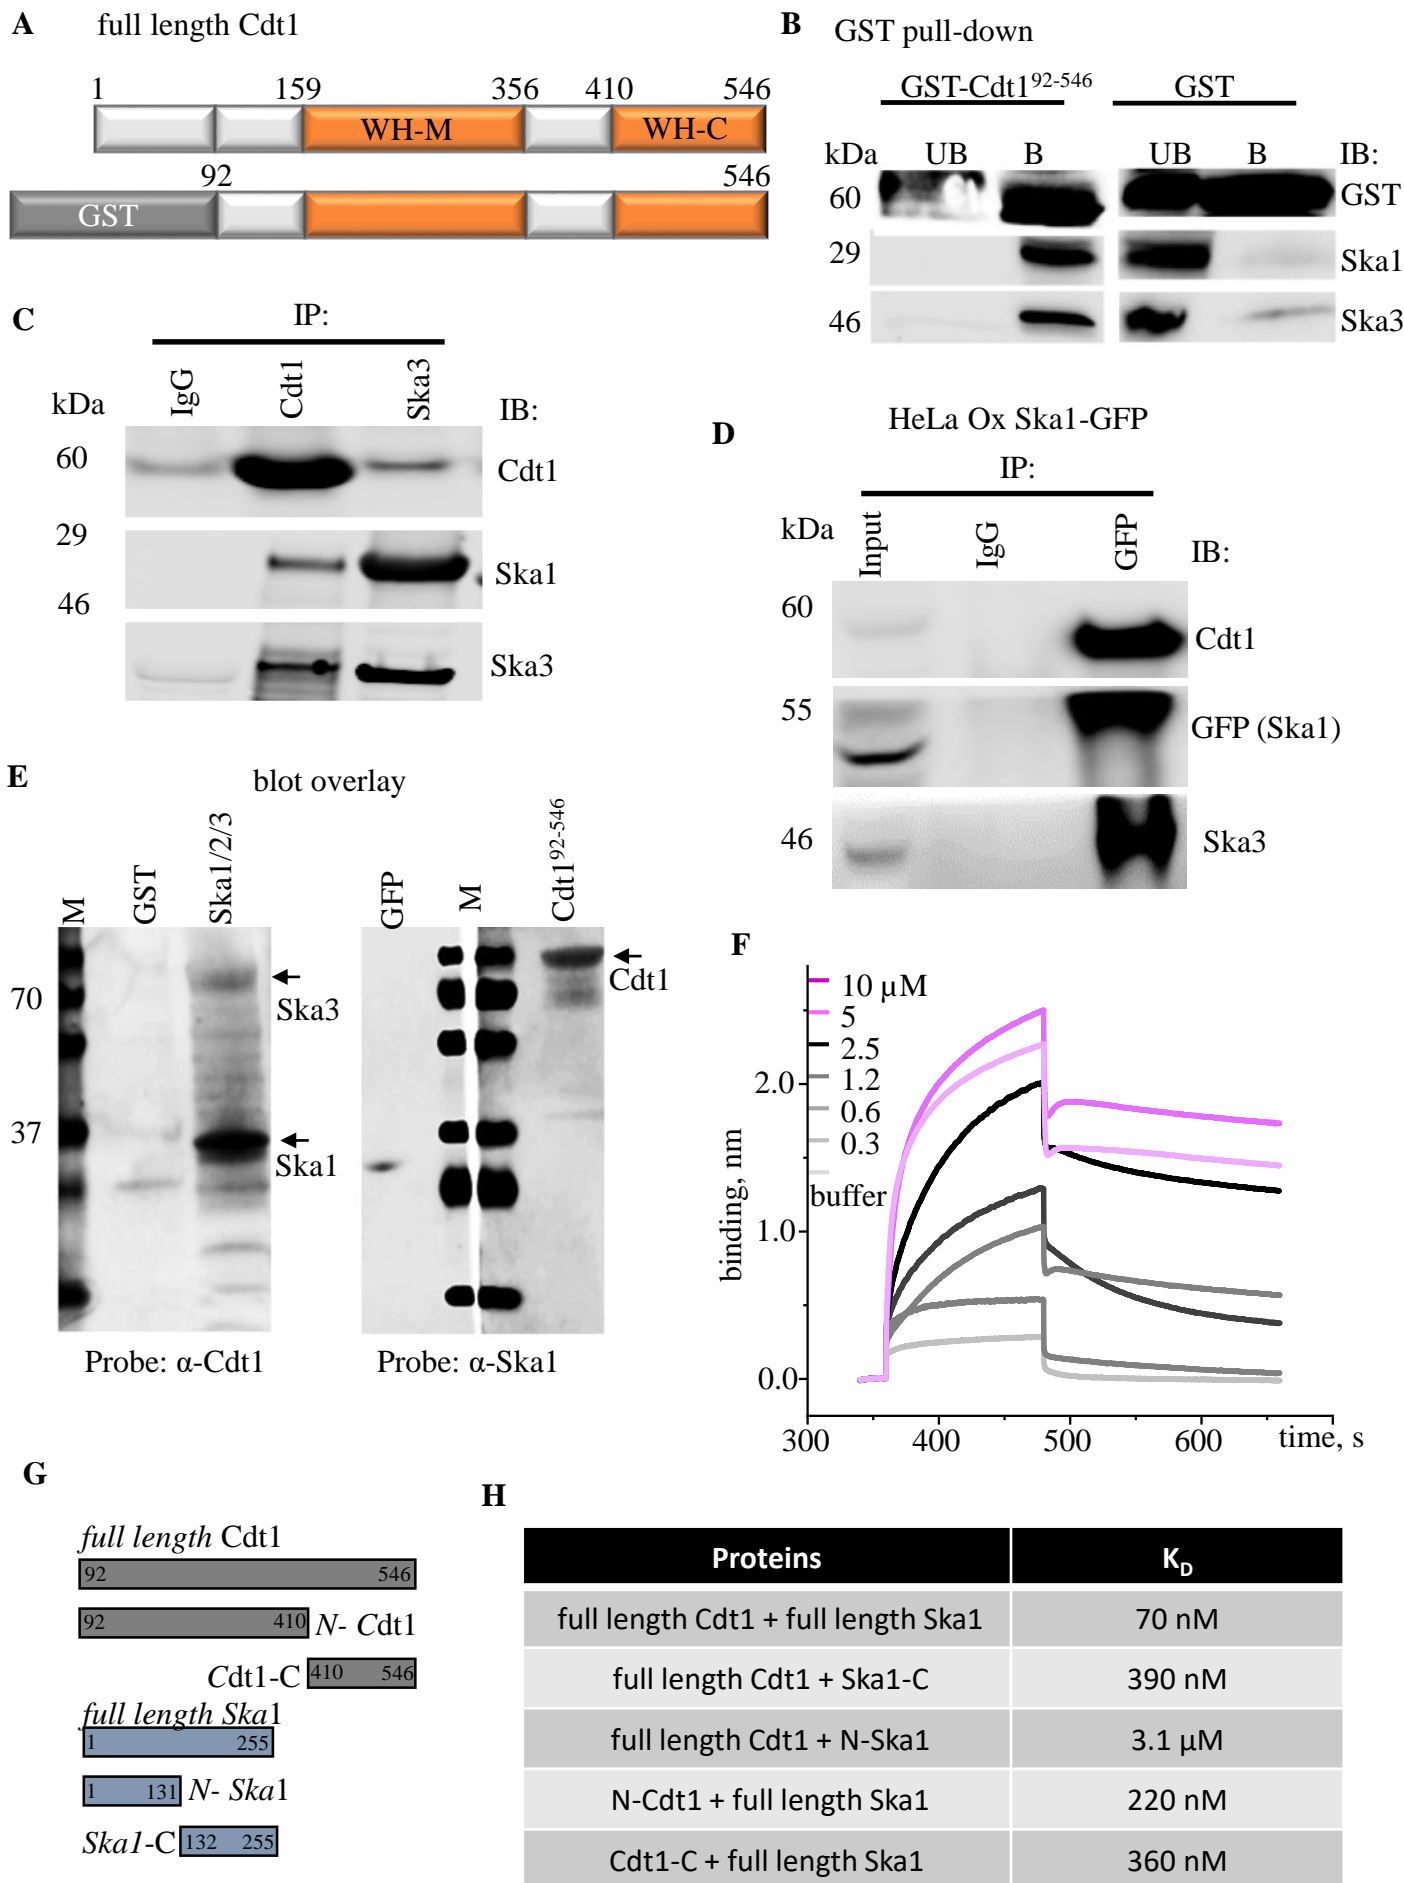 A full length Cdt1
1 159 356 410 546
WH-M WH-C
92 546
GST
B GST pull-down
GST-Cdt1⁹²⁻⁵⁴⁶ GST
kDa UB B UB B IB:
60 GST
29 Ska1
46 Ska3
C IP:
kDa IgG Cdt1 Ska3 IB:
60 Cdt1
29 Ska1
46 Ska3
D HeLa Ox Ska1-GFP
IP:
kDa Input IgG GFP IB:
60 Cdt1
55 GFP (Ska1)
46 Ska3
E blot overlay
M GST Ska1/2/3 GFP M Cdt1⁹²⁻⁵⁴⁶
70 Ska3 Cdt1
37 Ska1
Probe: α-Cdt1 Probe: α-Ska1
F
10 µM
5
2.5
1.2
0.6
0.3
buffer
binding, nm
2.0
1.0
0.0
300 400 500 600 time, s
G
full length Cdt1
92 546
92 410 N- Cdt1
Cdt1-C 410 546
full length Ska1
1 255
1 131 N- Ska1
Ska1-C 132 255
H
Proteins K_D
full length Cdt1 + full length Ska1 70 nM
full length Cdt1 + Ska1-C 390 nM
full length Cdt1 + N-Ska1 3.1 µM
N-Cdt1 + full length Ska1 220 nM
Cdt1-C + full length Ska1 360 nM